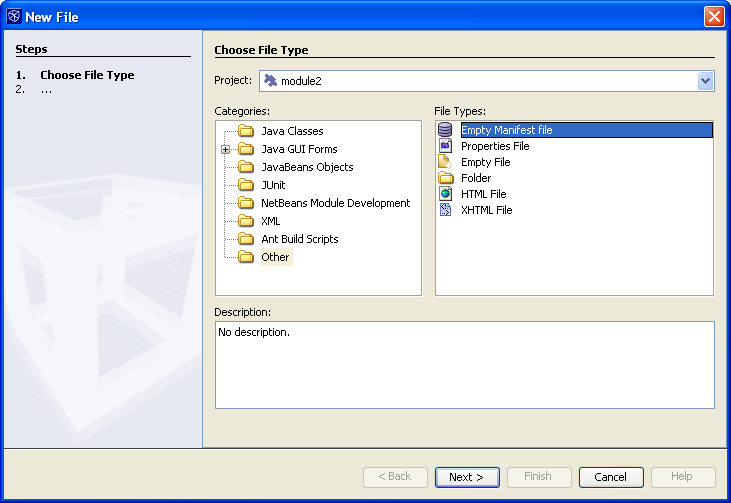 New File
Steps
1. Choose File Type
2. ...
Choose File Type
Project: module2
Categories:
Java Classes
Java GUI Forms
JavaBeans Objects
JUnit
NetBeans Module Development
XML
Ant Build Scripts
Other
File Types:
Empty Manifest file
Properties File
Empty File
Folder
HTML File
XHTML File
Description:
No description.
< Back Next > Finish Cancel Help